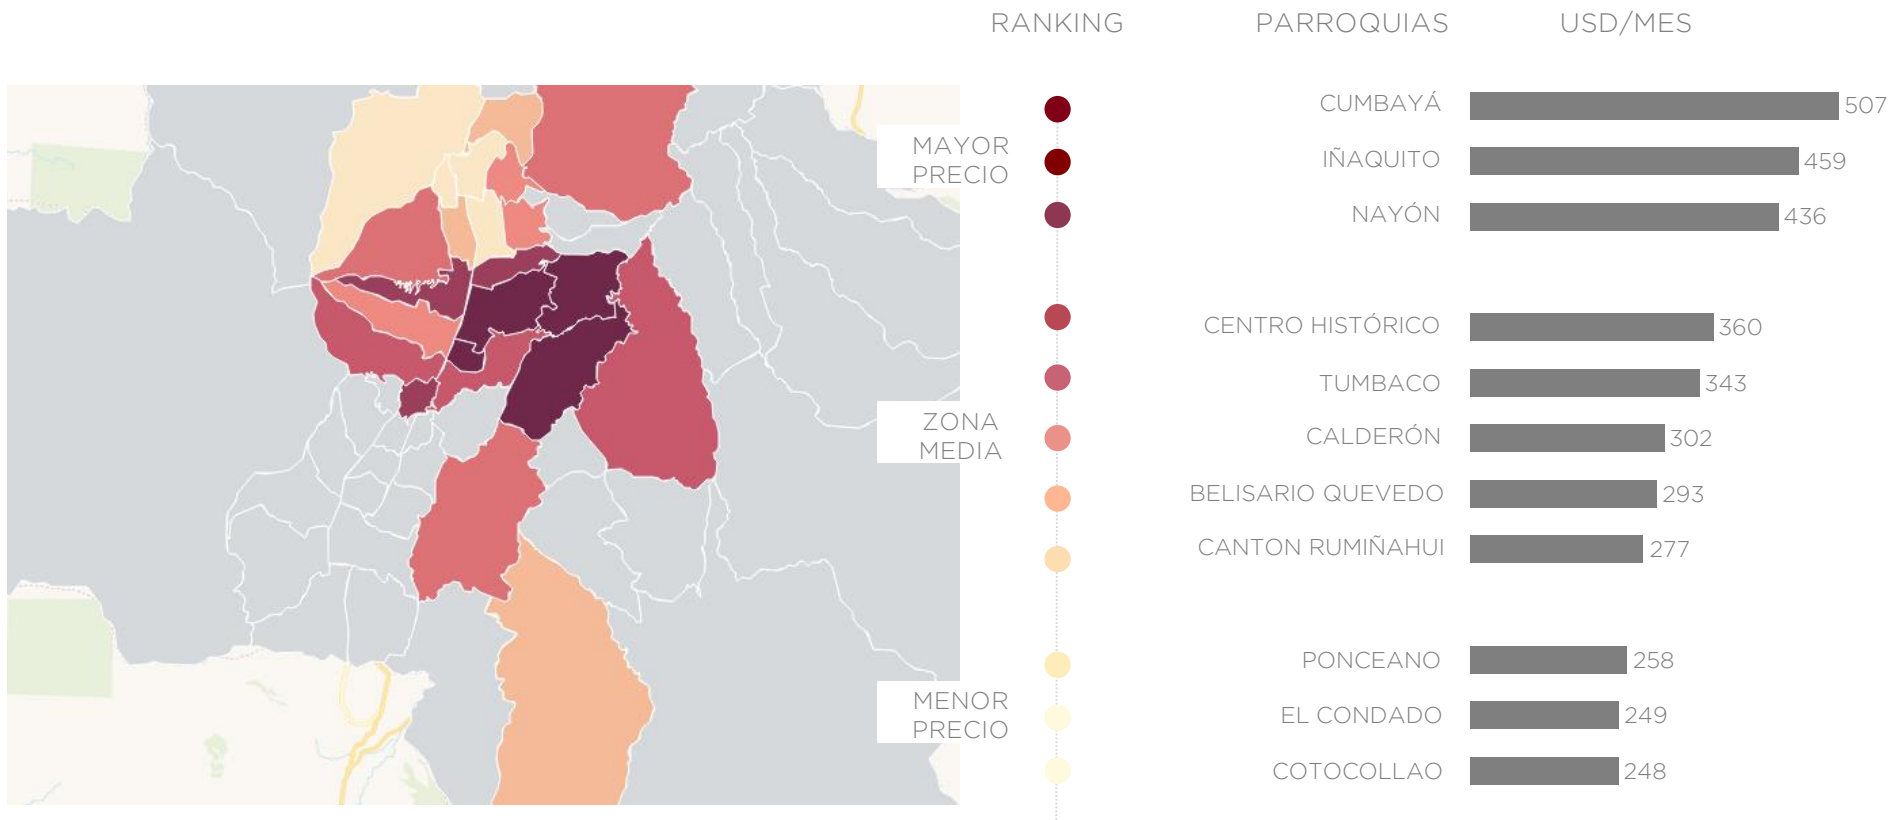 RANKING
PARROQUIAS
USD/MES
MAYOR
PRECIO
CUMBAYÁ 507
IÑAQUITO 459
NAYÓN 436
ZONA
MEDIA
CENTRO HISTÓRICO 360
TUMBACO 343
CALDERÓN 302
BELISARIO QUEVEDO 293
CANTON RUMIÑAHUI 277
MENOR
PRECIO
PONCEANO 258
EL CONDADO 249
COTOCOLLAO 248